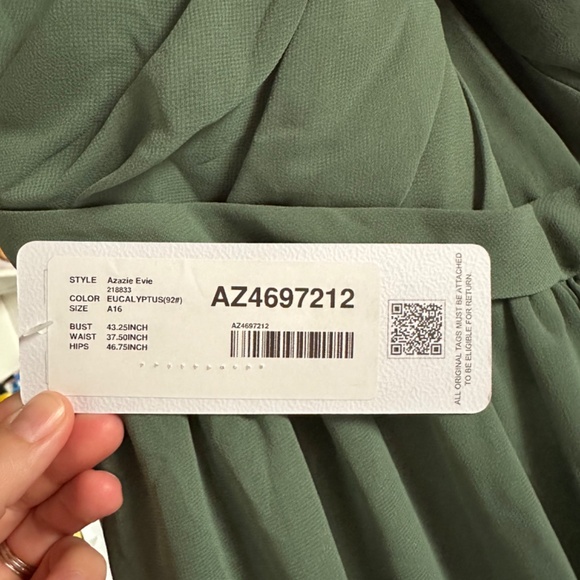 STYLE Azazie Evie
218833
COLOR EUCALYPTUS(92#)
SIZE A16
BUST 43.25INCH
WAIST 37.50INCH
HIPS 46.75INCH
AZ4697212
AZ4697212
ALL ORIGINAL TAGS MUST BE ATTACHED
TO BE ELIGIBLE FOR RETURN.